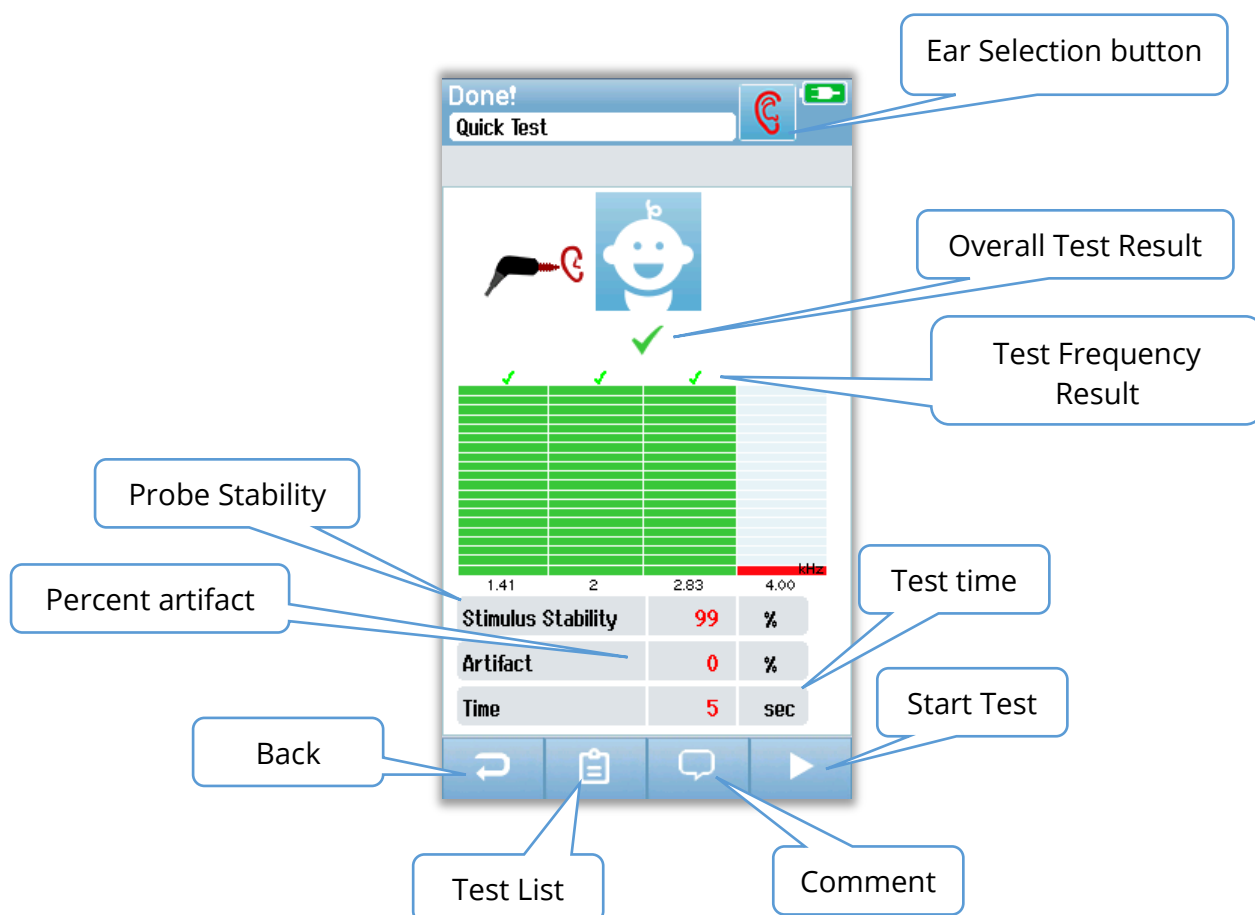 Ear Selection button
Done!
Quick Test
Overall Test Result
Test Frequency
Result
Probe Stability
kHz
1.41 2 2.83 4.00
Test time
Percent artifact
Stimulus Stability 99 %
Artifact 0 %
Start Test
Time 5 sec
Back
Test List
Comment